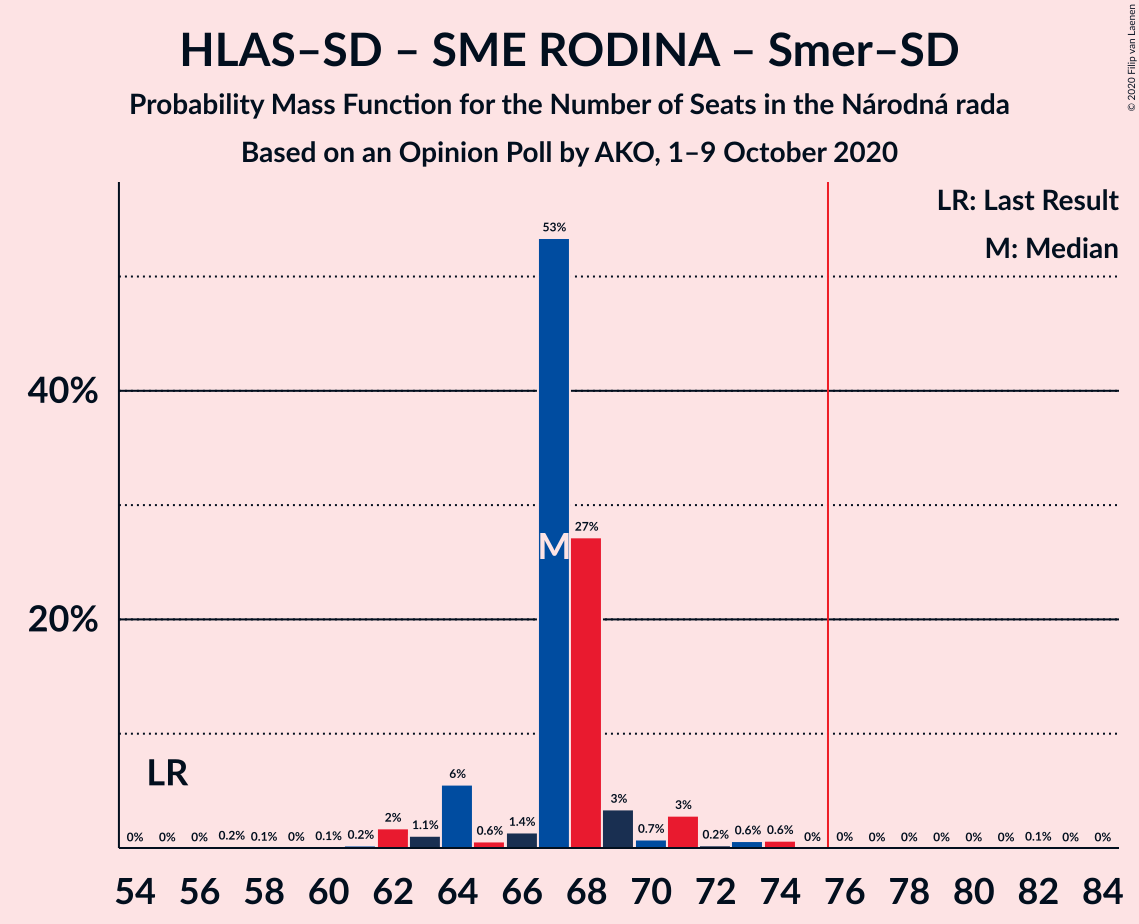 HLAS–SD – SME RODINA – Smer–SD
Probability Mass Function for the Number of Seats in the Národná rada
Based on an Opinion Poll by AKO, 1–9 October 2020
© 2020 Filip van Laenen
LR: Last Result
M: Median
40%
20%
LR
M
0% 0% 0% 0.2% 0.1% 0% 0.1% 0.2% 2% 1.1% 6% 0.6% 1.4% 53% 27% 3% 0.7% 3% 0.2% 0.6% 0.6% 0% 0% 0% 0% 0% 0% 0% 0.1% 0% 0%
54 56 58 60 62 64 66 68 70 72 74 76 78 80 82 84